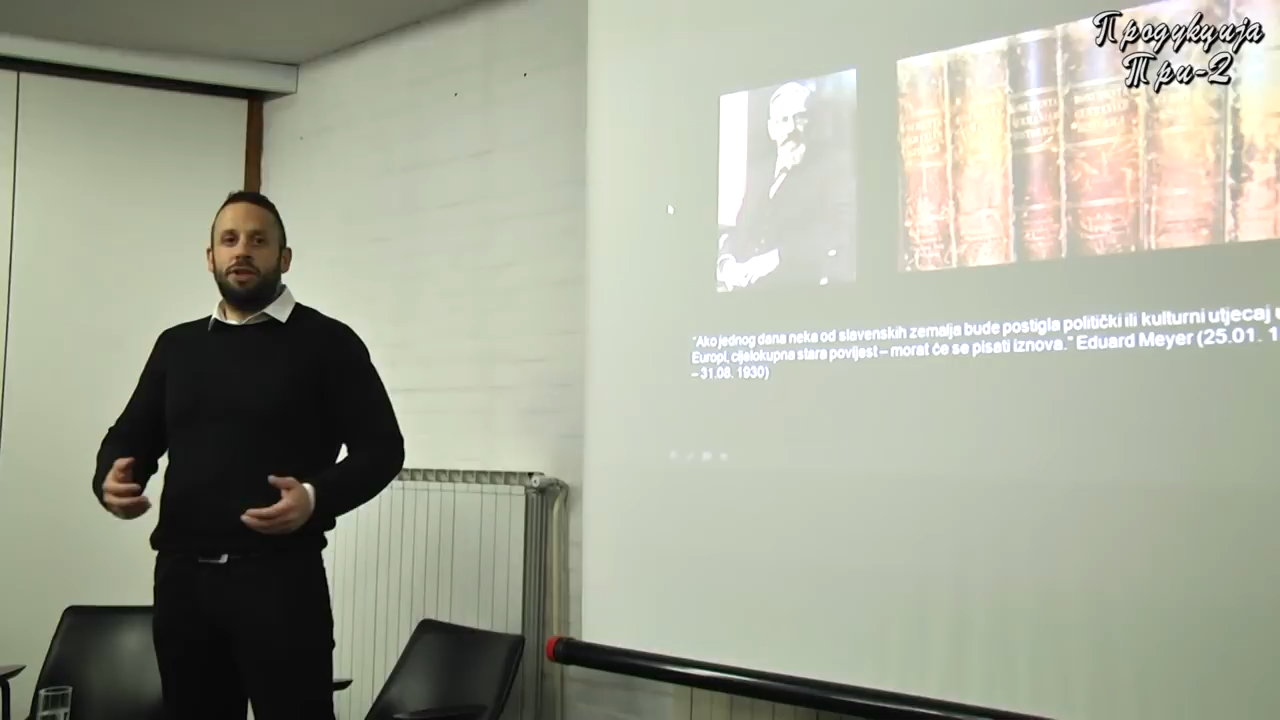 Продукција
Три-2
"Ako jednog dana neka od slavenskih zemalja bude postigla politički ili kulturni utjecaj u
Europi, cijelokupna stara povijest – morat će se pisati iznova." Eduard Meyer (25.01. 1
– 31.08. 1930)